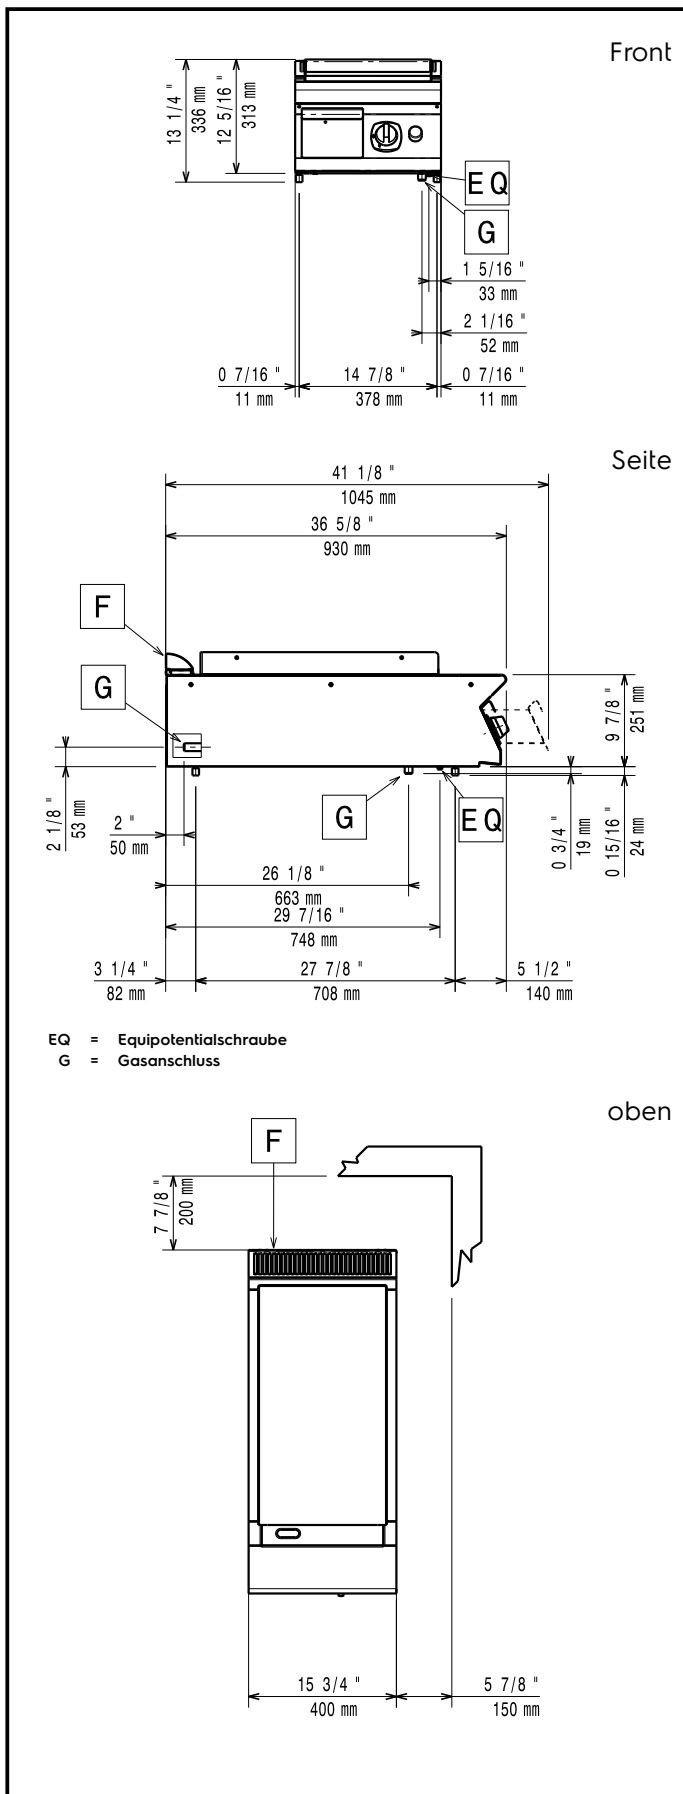 Front
13 1/4 "
336 mm
12 5/16 "
313 mm
EQ
G
1 5/16 "
33 mm
2 1/16 "
52 mm
0 7/16 "
11 mm
14 7/8 "
378 mm
0 7/16 "
11 mm
Seite
41 1/8 "
1045 mm
36 5/8 "
930 mm
F
G
9 7/8 "
251 mm
2 1/8 "
53 mm
2 "
50 mm
G
EQ
0 3/4 "
19 mm
0 15/16 "
24 mm
26 1/8 "
663 mm
29 7/16 "
748 mm
3 1/4 "
82 mm
27 7/8 "
708 mm
5 1/2 "
140 mm
EQ = Equipotentialschraube
G = Gasanschluss
oben
F
7 7/8 "
200 mm
15 3/4 "
400 mm
5 7/8 "
150 mm